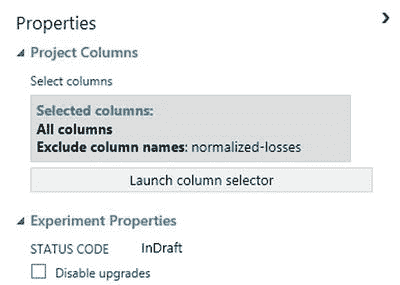 Properties
Project Columns
Select columns
Selected columns:
All columns
Exclude column names: normalized-losses
Launch column selector
Experiment Properties
STATUS CODE InDraft
Disable upgrades